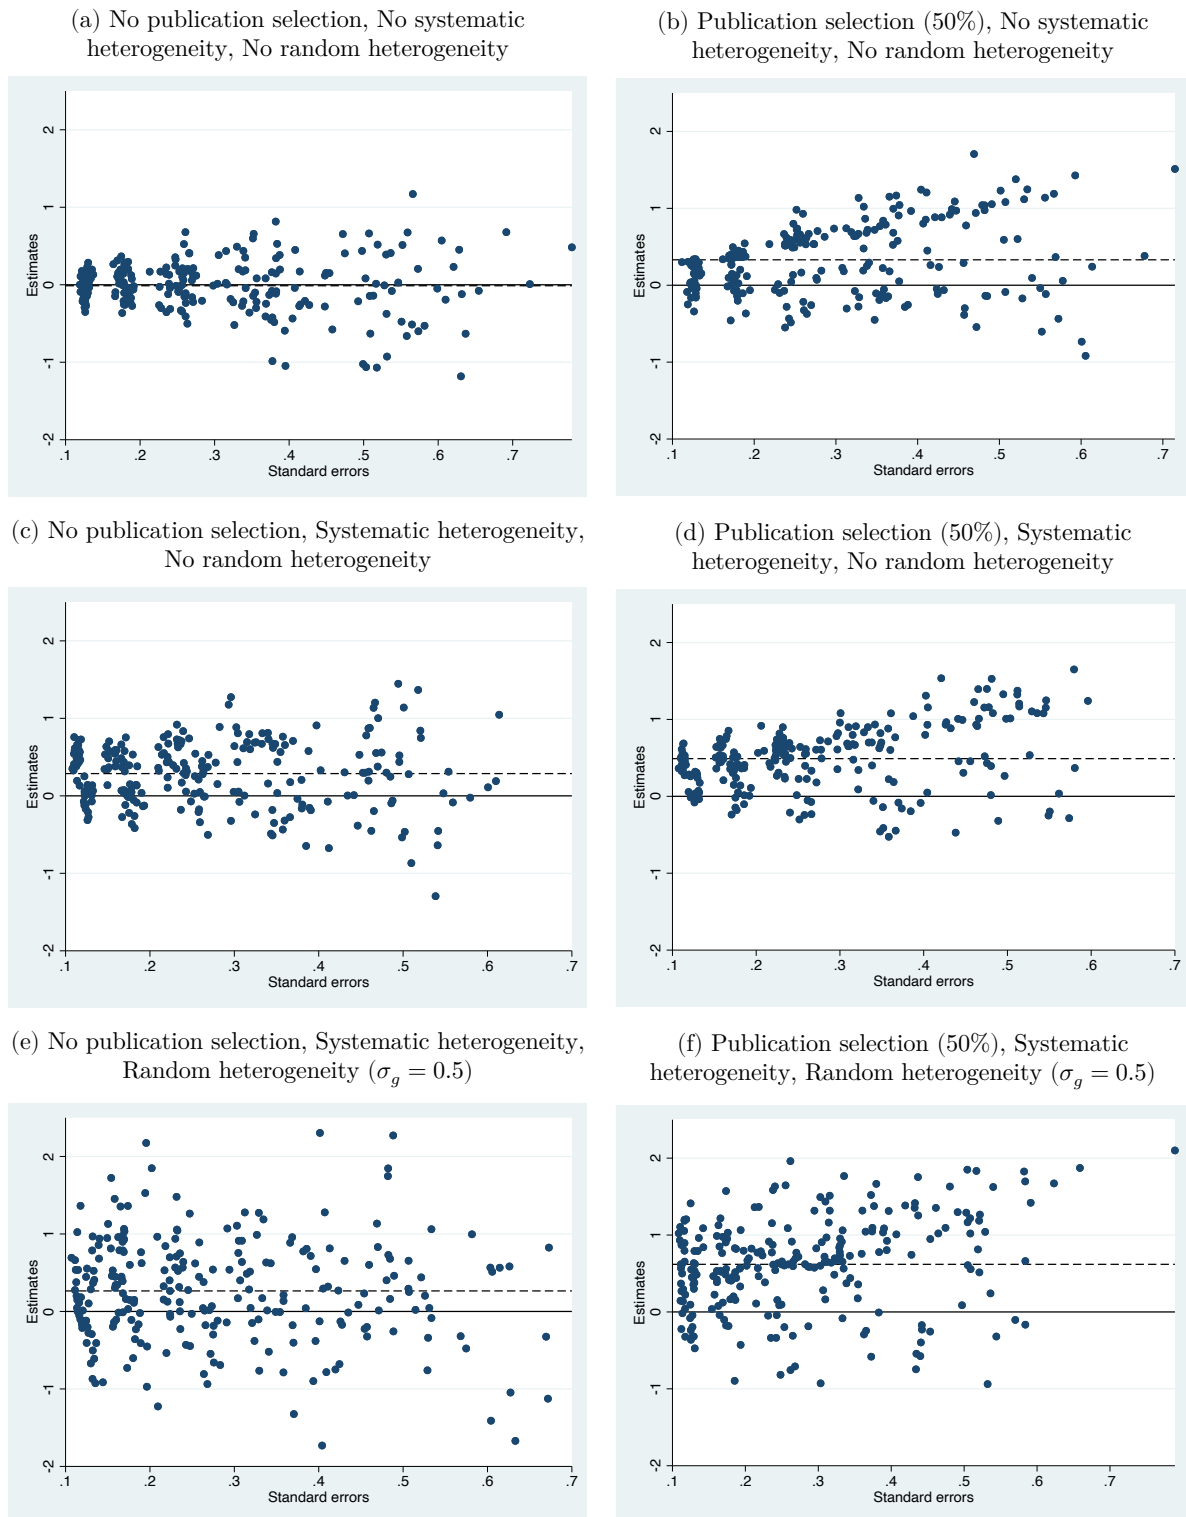 (a) No publication selection, No systematic
heterogeneity, No random heterogeneity
2
1
0
-1
-2
Estimates
.1 .2 .3 .4 .5 .6 .7
Standard errors
(b) Publication selection (50%), No systematic
heterogeneity, No random heterogeneity
2
1
0
-1
-2
Estimates
.1 .2 .3 .4 .5 .6 .7
Standard errors
(c) No publication selection, Systematic heterogeneity,
No random heterogeneity
2
1
0
-1
-2
Estimates
.1 .2 .3 .4 .5 .6 .7
Standard errors
(d) Publication selection (50%), Systematic
heterogeneity, No random heterogeneity
2
1
0
-1
-2
Estimates
.1 .2 .3 .4 .5 .6 .7
Standard errors
(e) No publication selection, Systematic heterogeneity,
Random heterogeneity (σg = 0.5)
2
1
0
-1
-2
Estimates
.1 .2 .3 .4 .5 .6 .7
Standard errors
(f) Publication selection (50%), Systematic
heterogeneity, Random heterogeneity (σg = 0.5)
2
1
0
-1
-2
Estimates
.1 .2 .3 .4 .5 .6 .7
Standard errors